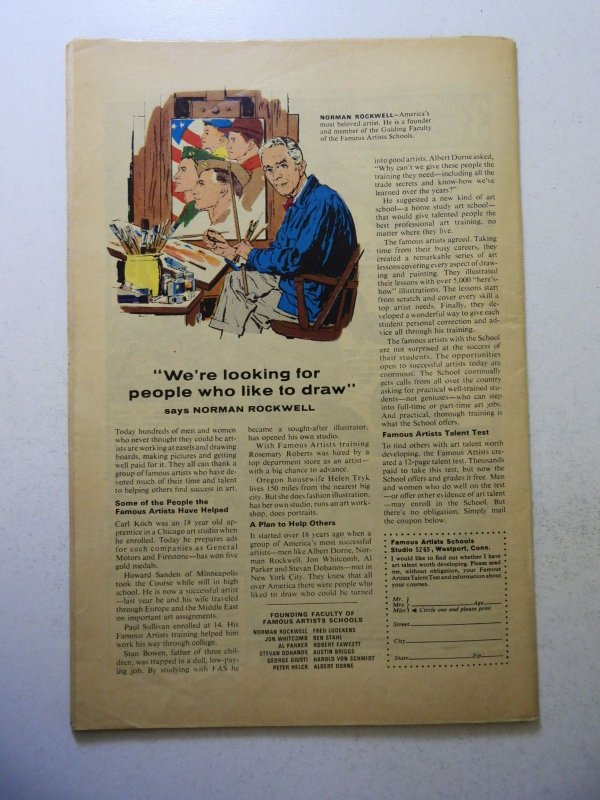 NORMAN ROCKWELL—America's
most beloved artist. He is a founder
and member of the Guiding Faculty
of the Famous Artists Schools.
"We're looking for
people who like to draw"
says NORMAN ROCKWELL
Today hundreds of men and women
who never thought they could be art-
ists are working at easels and drawing
boards, making pictures and getting
well paid for it. They all can thank a
group of famous artists who have de-
voted much of their time and talent
to helping others find success in art.
Some of the People the
Famous Artists Have Helped
Carl Koch was an 18 year old ap-
prentice in a Chicago art studio when
he enrolled. Today he prepares ads
for such companies as General
Motors and Firestone—has won five
gold medals.
Howard Sanden of Minneapolis
took the Course while still in high
school. He is now a successful artist
—last year he and his wife traveled
through Europe and the Middle East
on important art assignments.
Paul Sullivan enrolled at 14. His
Famous Artists training helped him
work his way through college.
Stan Bowen, father of three chil-
dren, was trapped in a dull, low-pay-
ing job. By studying with FAS he
became a sought-after illustrator,
has opened his own studio.
With Famous Artists training
Rosemary Roberts was hired by a
top department store as an artist—
with a big chance to advance.
Oregon housewife Helen Tryk
lives 150 miles from the nearest big
city. But she does fashion illustration,
has her own studio, runs an art work-
shop, does portraits.
A Plan to Help Others
It started over 18 years ago when a
group of America's most successful
artists—men like Albert Dorne, Nor-
man Rockwell, Jon Whitcomb, Al
Parker and Stevan Dohanos—met in
New York City. They knew that all
over America there were people who
liked to draw who could be turned
FOUNDING FACULTY OF
FAMOUS ARTISTS SCHOOLS
NORMAN ROCKWELL FRED LUDEKENS
JON WHITCOMB BEN STAHL
AL PARKER ROBERT FAWCETT
STEVAN DOHANOS AUSTIN BRIGGS
GEORGE GIUSTI HAROLD VON SCHMIDT
PETER HELCK ALBERT DORNE
into good artists. Albert Dorne asked,
"Why can't we give these people the
training they need—including all the
trade secrets and know-how we've
learned over the years?"
He suggested a new kind of art
school—a home study art school—
that would give talented people the
best professional art training, no
matter where they live.
The famous artists agreed. Taking
time from their busy careers, they
created a remarkable series of art
lessons covering every aspect of draw-
ing and painting. They illustrated
their lessons with over 5,000 "here's-
how" illustrations. The lessons start
from scratch and cover every skill a
top artist needs. Finally, they de-
veloped a wonderful way to give each
student personal correction and ad-
vice all through his training.
The famous artists with the School
are not surprised at the success of
their students. The opportunities
open to successful artists today are
enormous. The School continually
gets calls from all over the country
asking for practical well-trained stu-
dents—not geniuses—who can step
into full-time or part-time art jobs.
And practical, thorough training is
what the School offers.
Famous Artists Talent Test
To find others with art talent worth
developing, the Famous Artists cre-
ated a 12-page talent test. Thousands
paid to take this test, but now the
School offers and grades it free. Men
and women who do well on the test
—or offer other evidence of art talent
—may enroll in the School. But
there's no obligation. Simply mail
the coupon below.
Famous Artists Schools
Studio 5265, Westport, Conn.
I would like to find out whether I have
art talent worth developing. Please send
me, without obligation, your Famous
Artists Talent Test and information about
your courses.
Mr.
Mrs. Age
Miss Circle one and please print
Street
City
State Zip